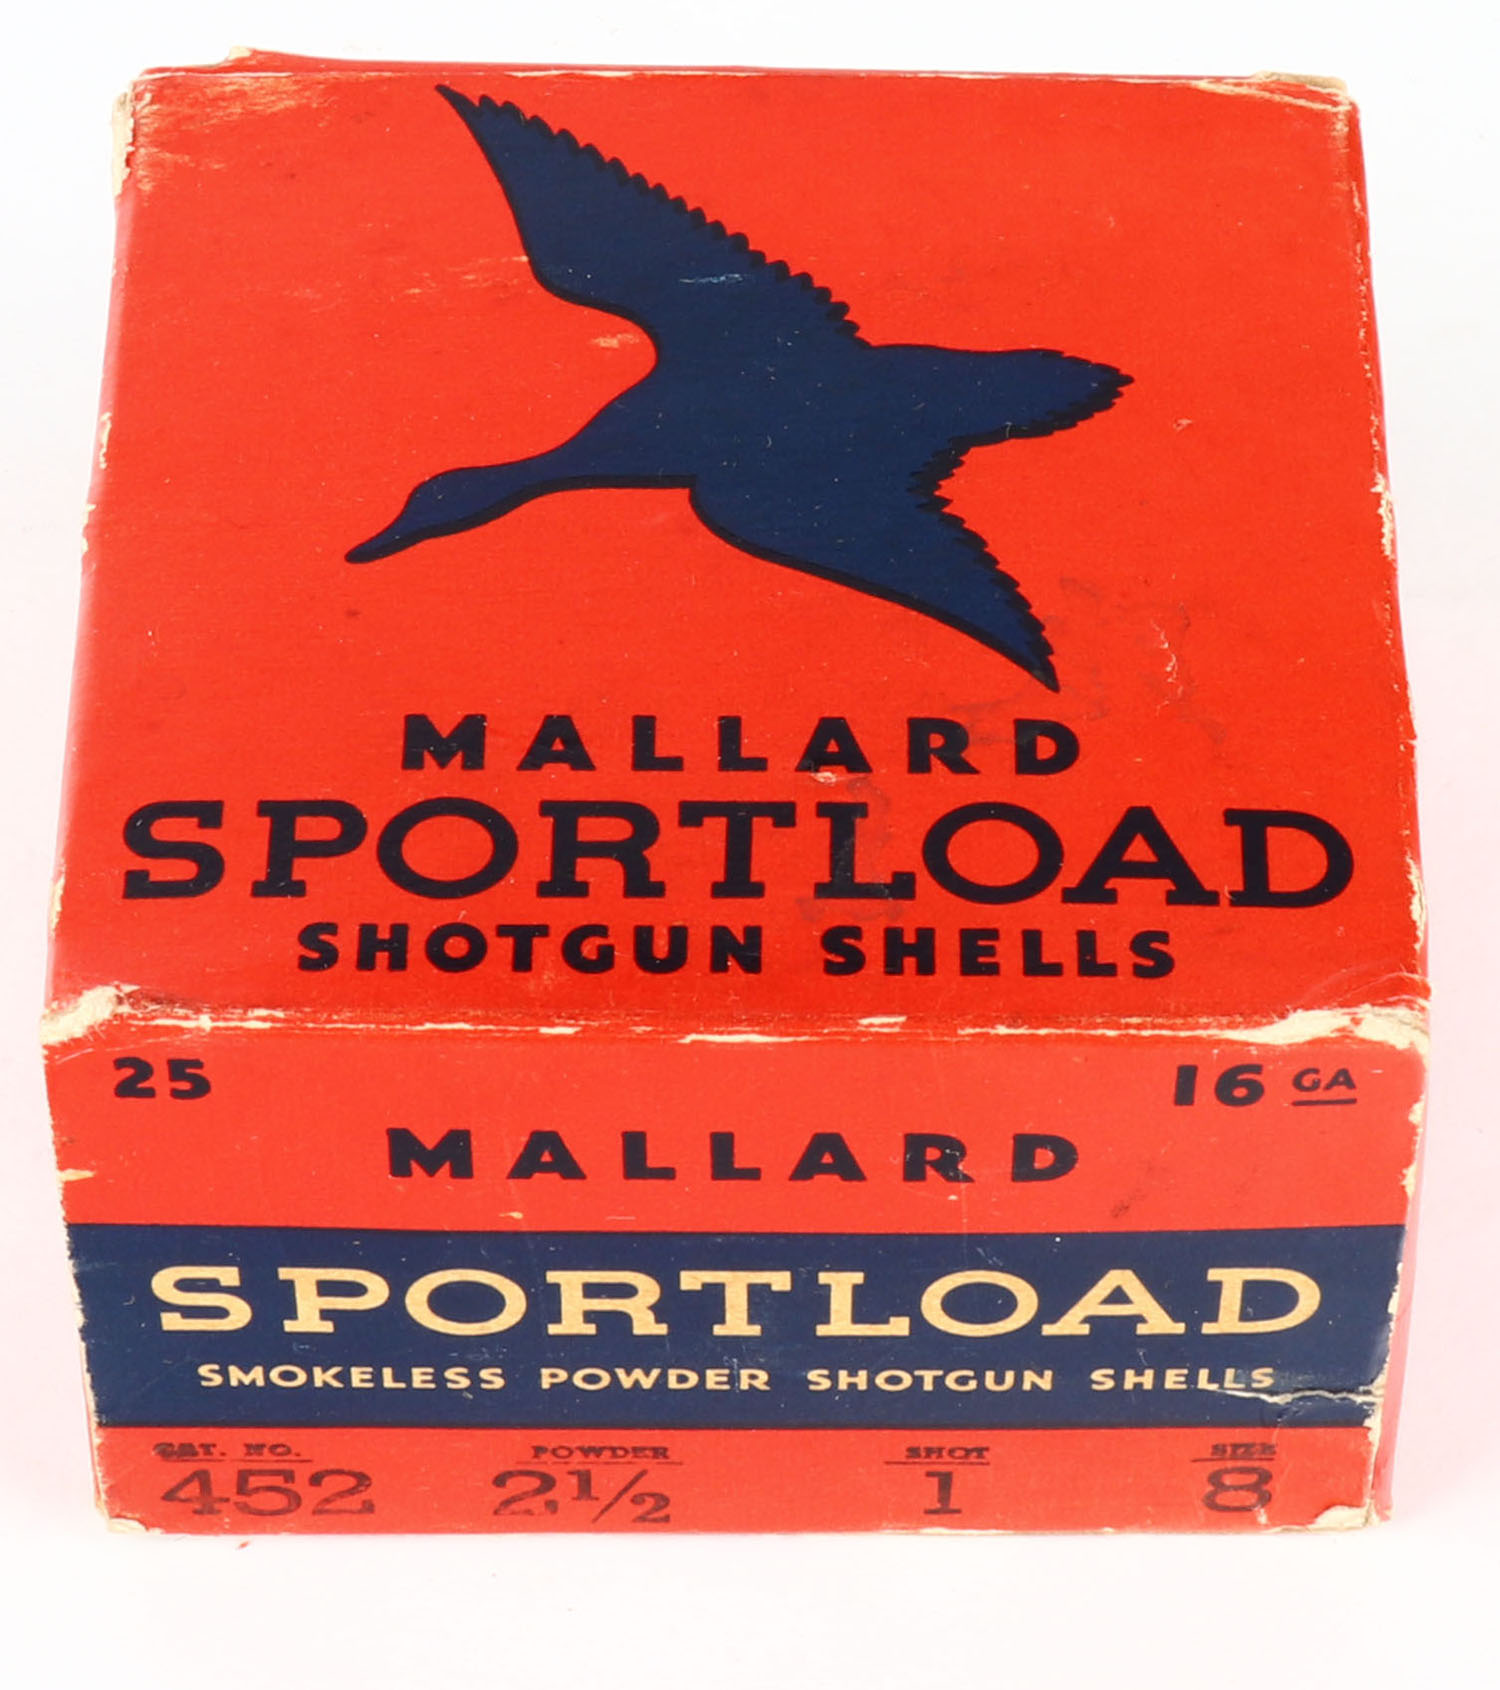 MALLARD
SPORTLOAD
SHOTGUN SHELLS
25 16 GA
MALLARD
SPORTLOAD
SMOKELESS POWDER SHOTGUN SHELLS
CAT. NO. POWDER SHOT SIZE
452 2½ 1 8